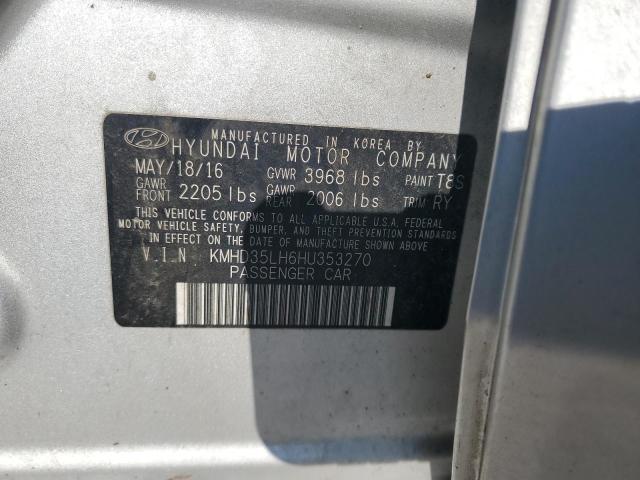 MANUFACTURED IN KOREA BY
HYUNDAI MOTOR COMPANY
MAY/18/16 GVWR 3968 lbs PAINT T8S
GAWR FRONT 2205 lbs GAWR REAR 2006 lbs TRIM RY
THIS VEHICLE CONFORMS TO ALL APPLICABLE U.S.A. FEDERAL
MOTOR VEHICLE SAFETY, BUMPER, AND THEFT PREVENTION STANDARDS
IN EFFECT ON THE DATE OF MANUFACTURE SHOWN ABOVE
V.I.N KMHD35LH6HU353270
PASSENGER CAR